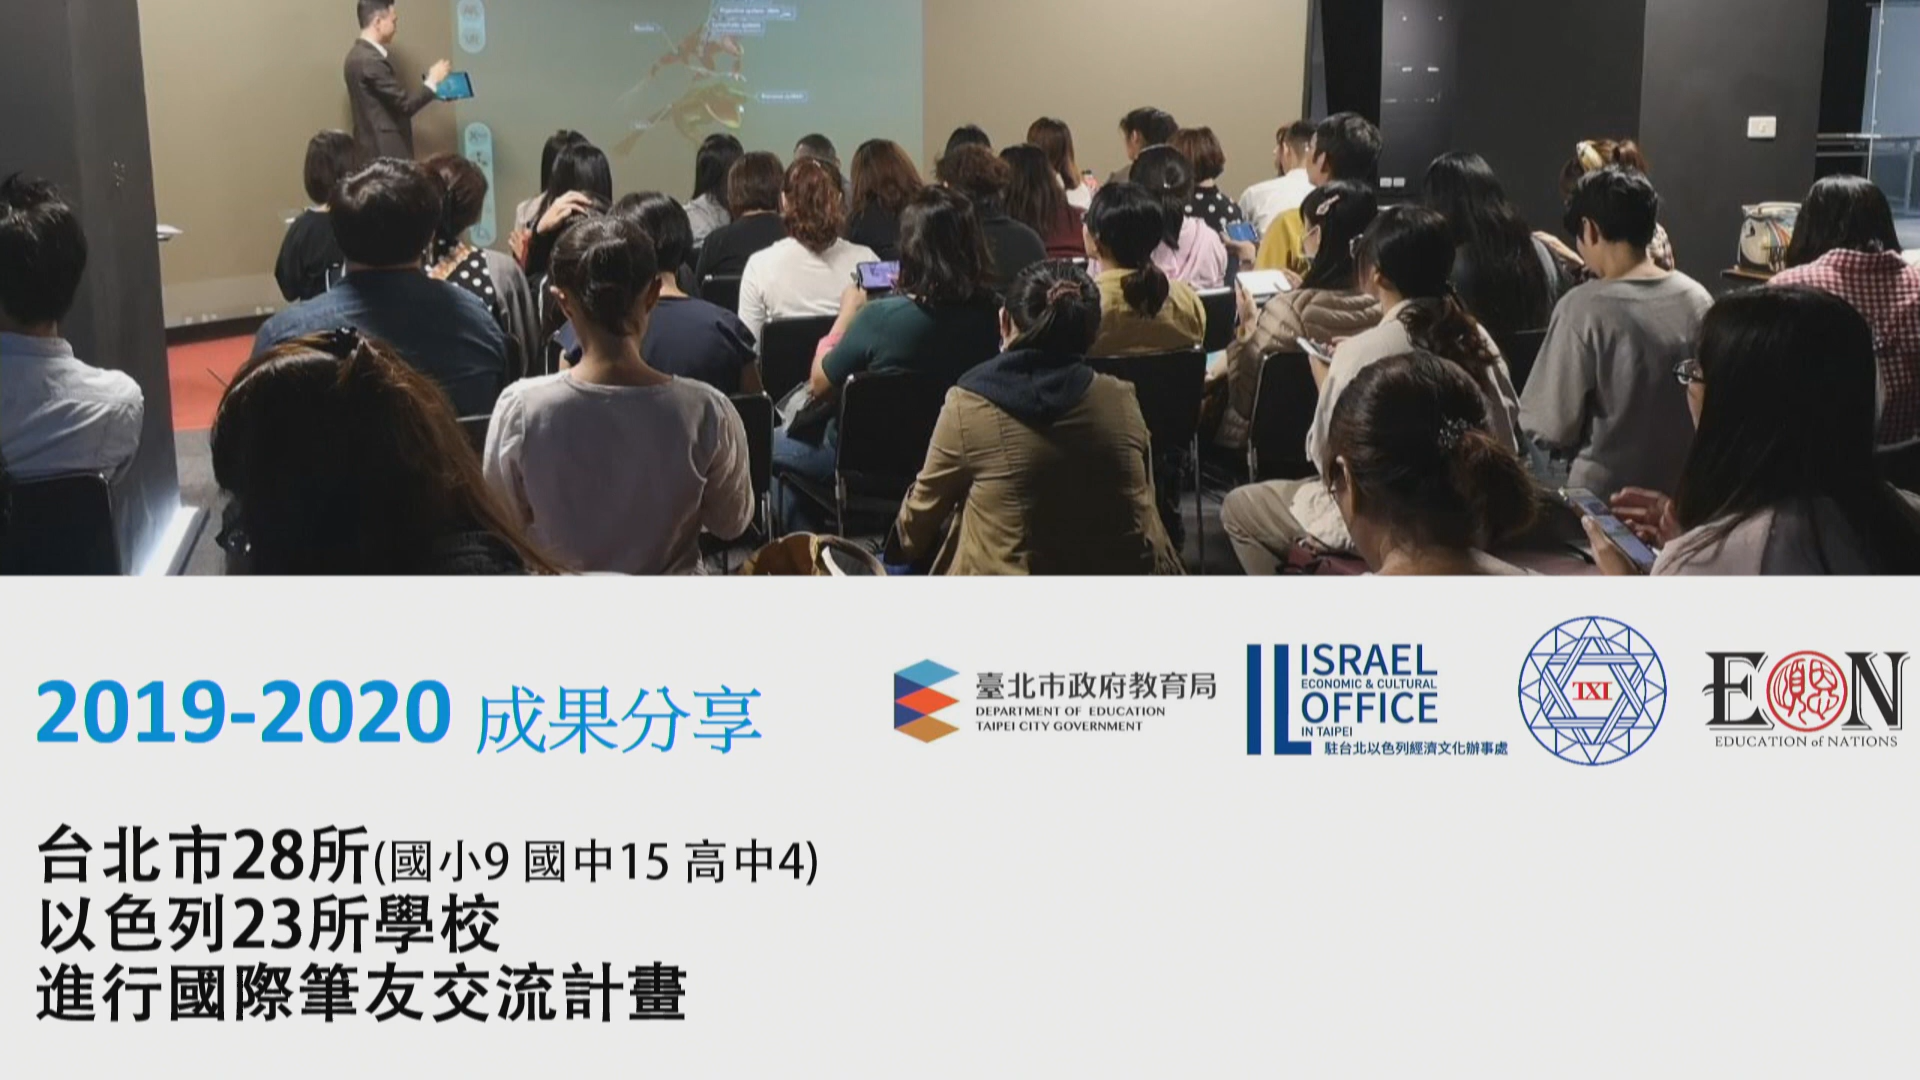 2019-2020 成果分享
臺北市政府教育局
DEPARTMENT OF EDUCATION
TAIPEI CITY GOVERNMENT
IL
ISRAEL
ECONOMIC & CULTURAL
OFFICE
IN TAIPEI
駐台北以色列經濟文化辦事處
TXI
EON
EDUCATION of NATIONS
台北市28所(國小9 國中15 高中4)
以色列23所學校
進行國際筆友交流計畫